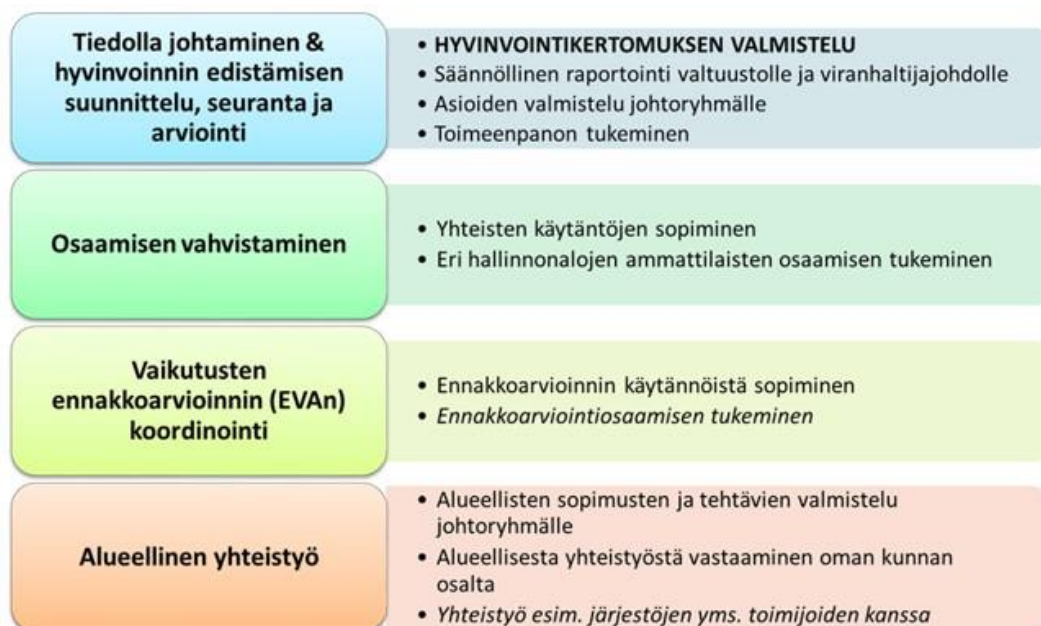 Tiedolla johtaminen &
hyvinvoinnin edistämisen
suunnittelu, seuranta ja
arviointi
• HYVINVOINTIKERTOMUKSEN VALMISTELU
• Säännöllinen raportointi valtuustolle ja viranhaltijajohdolle
• Asioiden valmistelu johtoryhmälle
• Toimeenpanon tukeminen
Osaamisen vahvistaminen
• Yhteisten käytäntöjen sopiminen
• Eri hallinnonalojen ammattilaisten osaamisen tukeminen
Vaikutusten
ennakkoarvioinnin (EVAn)
koordinointi
• Ennakkoarvioinnin käytännöistä sopiminen
• Ennakkoarviointiosaamisen tukeminen
Alueellinen yhteistyö
• Alueellisten sopimusten ja tehtävien valmistelu
johtoryhmälle
• Alueellisesta yhteistyöstä vastaaminen oman kunnan
osalta
• Yhteistyö esim. järjestöjen yms. toimijoiden kanssa